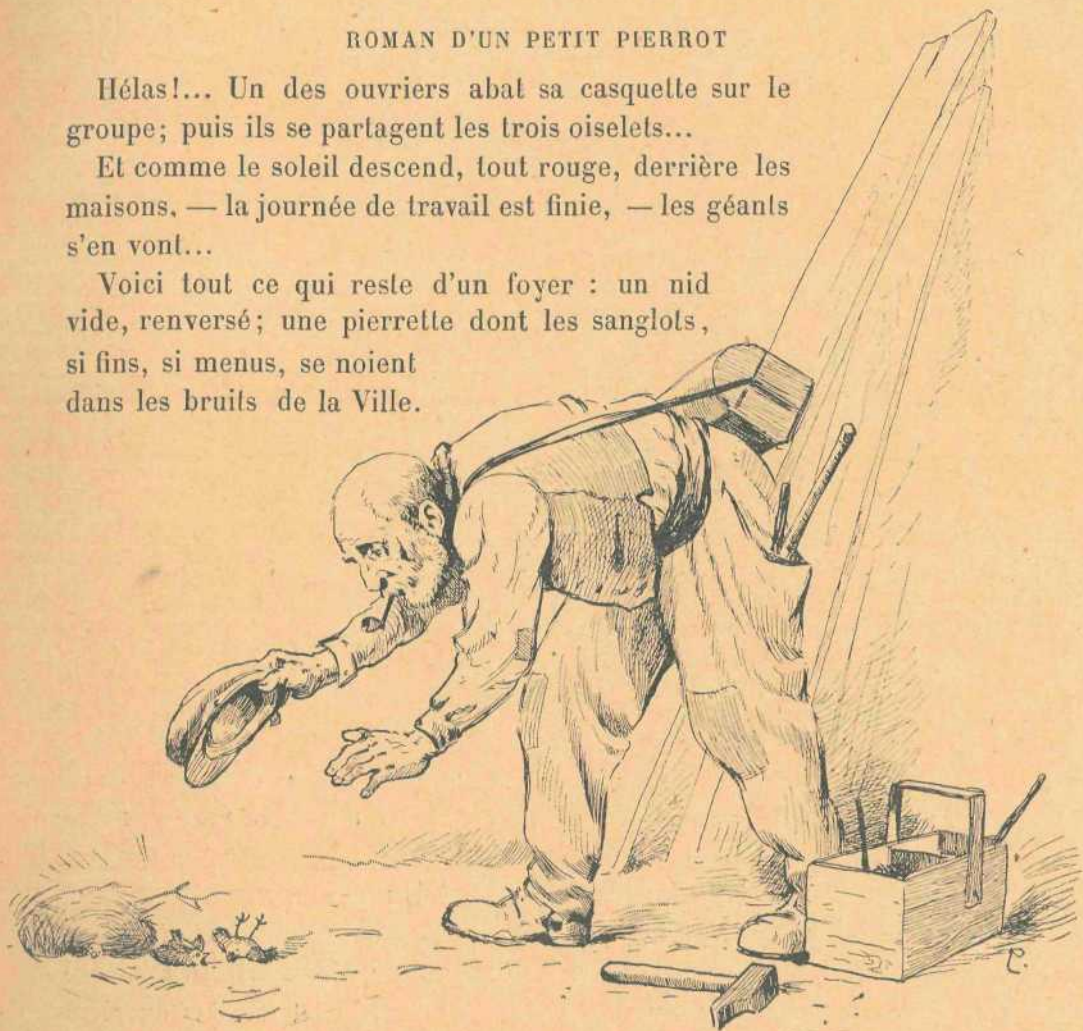 ROMAN D'UN PETIT PIERROT
Hélas!... Un des ouvriers abat sa casquette sur le
groupe; puis ils se partagent les trois oiselets...
Et comme le soleil descend, tout rouge, derrière les
maisons, — la journée de travail est finie, — les géants
s'en vont...
Voici tout ce qui reste d'un foyer : un nid
vide, renversé; une pierrette dont les sanglots,
si fins, si menus, se noient
dans les bruits de la Ville.